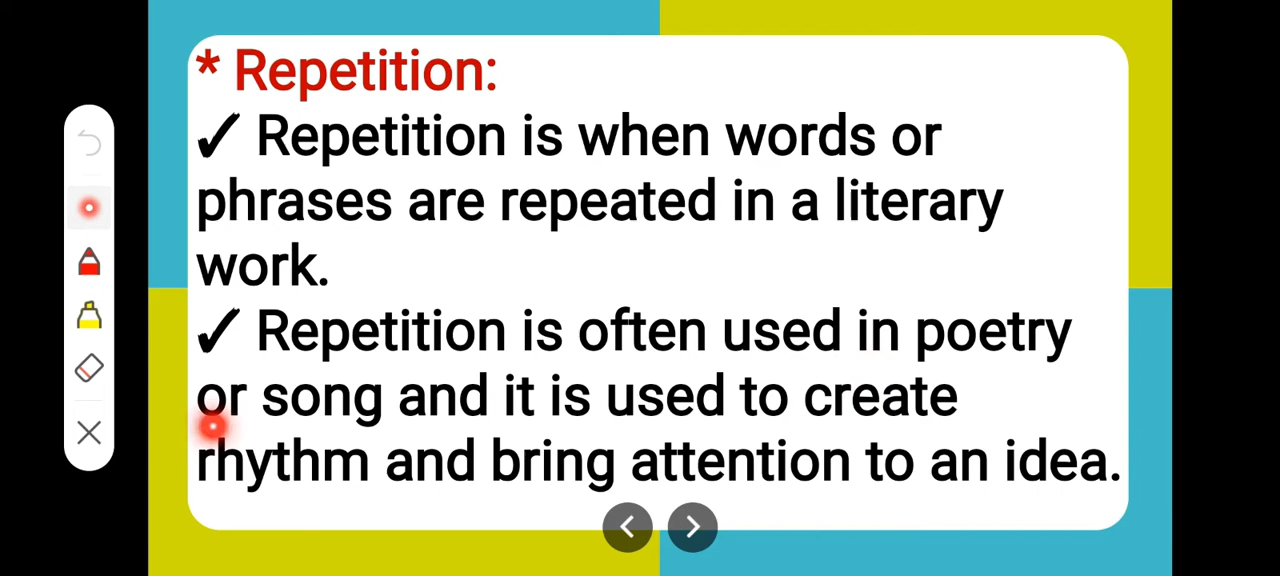 * Repetition:
✓ Repetition is when words or
phrases are repeated in a literary
work.
✓ Repetition is often used in poetry
or song and it is used to create
rhythm and bring attention to an idea.